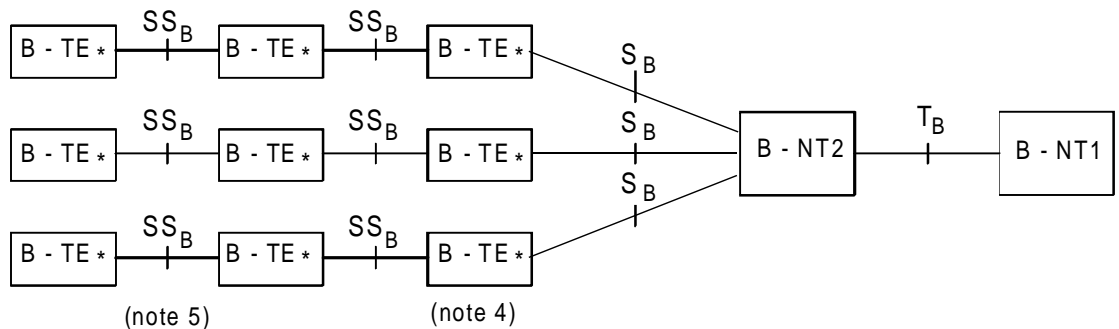 SSB SSB
B - TE * B - TE * B - TE *
SB
SSB SSB SB TB
B - TE * B - TE * B - TE * B - NT2 B - NT1
SB
SSB SSB
B - TE * B - TE * B - TE *
(note 5) (note 4)